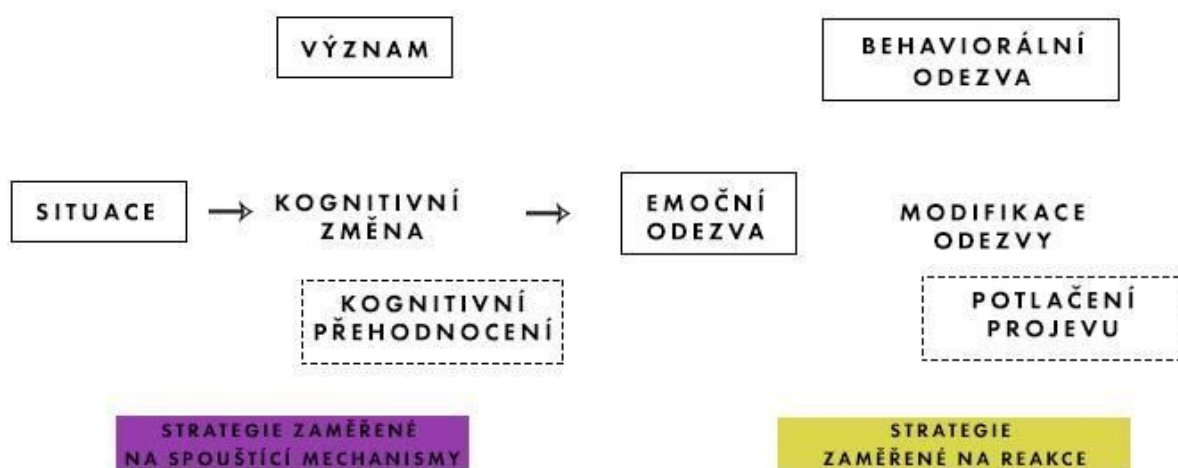 VÝZNAM
BEHAVIORÁLNÍ
ODEZVA
SITUACE
KOGNITIVNÍ
ZMĚNA
EMOČNÍ
ODEZVA
MODIFIKACE
ODEZVY
KOGNITIVNÍ
PŘEHODNOCENÍ
POTLAČENÍ
PROJEVU
STRATEGIE ZAMĚŘENÉ
NA SPOUŠTÍCÍ MECHANISMY
STRATEGIE
ZAMĚŘENÉ NA REAKCE